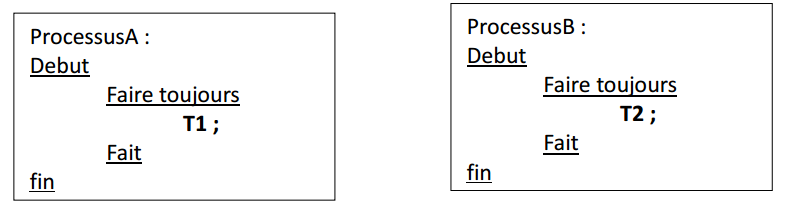 ProcessusA :
Debut
Faire toujours
T1 ;
Fait
fin
ProcessusB :
Debut
Faire toujours
T2 ;
Fait
fin